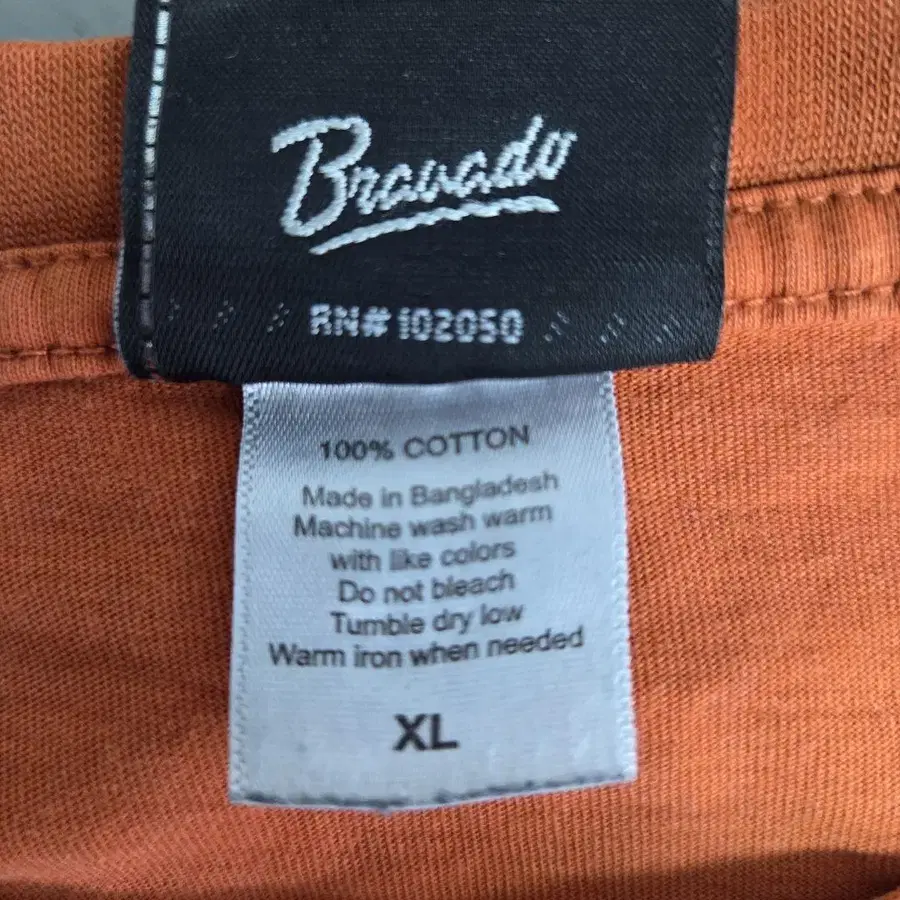 Bravado
RN#102050
100% COTTON
Made in Bangladesh
Machine wash warm
with like colors
Do not bleach
Tumble dry low
Warm iron when needed
XL